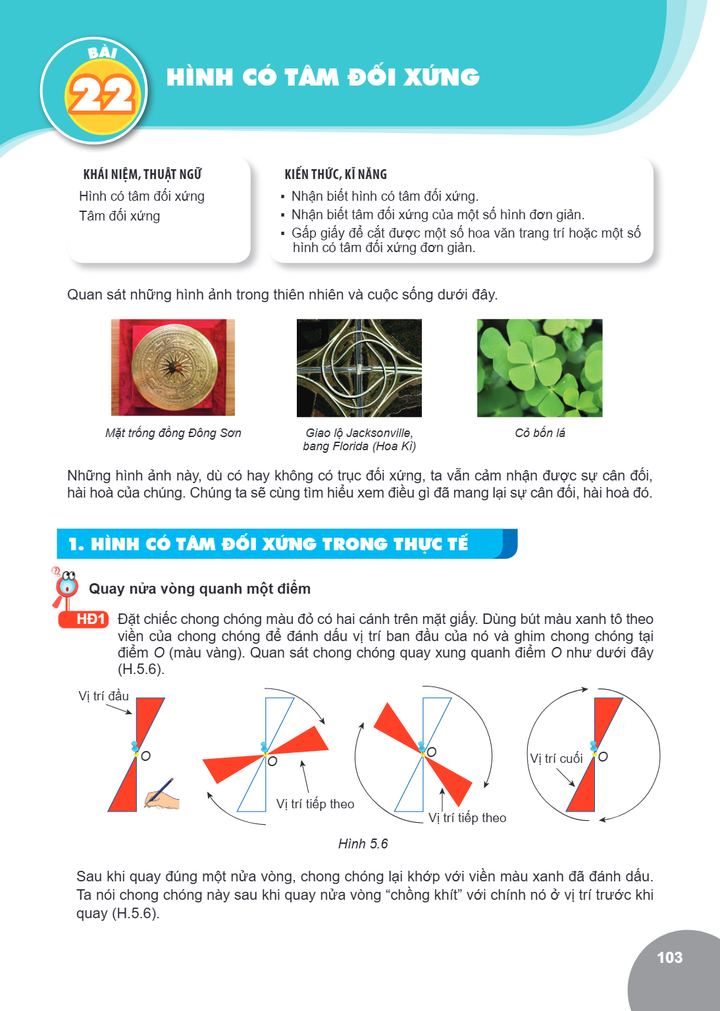 BÀI
22
HÌNH CÓ TÂM ĐỐI XỨNG
KHÁI NIỆM, THUẬT NGỮ
Hình có tâm đối xứng
Tâm đối xứng
KIẾN THỨC, KĨ NĂNG
▪ Nhận biết hình có tâm đối xứng.
▪ Nhận biết tâm đối xứng của một số hình đơn giản.
▪ Gấp giấy để cắt được một số hoa văn trang trí hoặc một số
hình có tâm đối xứng đơn giản.
Quan sát những hình ảnh trong thiên nhiên và cuộc sống dưới đây.
Mặt trống đồng Đông Sơn
Giao lộ Jacksonville,
bang Florida (Hoa Kì)
Cỏ bốn lá
Những hình ảnh này, dù có hay không có trục đối xứng, ta vẫn cảm nhận được sự cân đối,
hài hoà của chúng. Chúng ta sẽ cùng tìm hiểu xem điều gì đã mang lại sự cân đối, hài hoà đó.
1. HÌNH CÓ TÂM ĐỐI XỨNG TRONG THỰC TẾ
?
Quay nửa vòng quanh một điểm
HĐ1
Đặt chiếc chong chóng màu đỏ có hai cánh trên mặt giấy. Dùng bút màu xanh tô theo
viền của chong chóng để đánh dấu vị trí ban đầu của nó và ghim chong chóng tại
điểm O (màu vàng). Quan sát chong chóng quay xung quanh điểm O như dưới đây
(H.5.6).
Vị trí đầu
O
O
Vị trí tiếp theo
O
Vị trí tiếp theo
Vị trí cuối
O
Hình 5.6
Sau khi quay đúng một nửa vòng, chong chóng lại khớp với viền màu xanh đã đánh dấu.
Ta nói chong chóng này sau khi quay nửa vòng “chồng khít” với chính nó ở vị trí trước khi
quay (H.5.6).
103